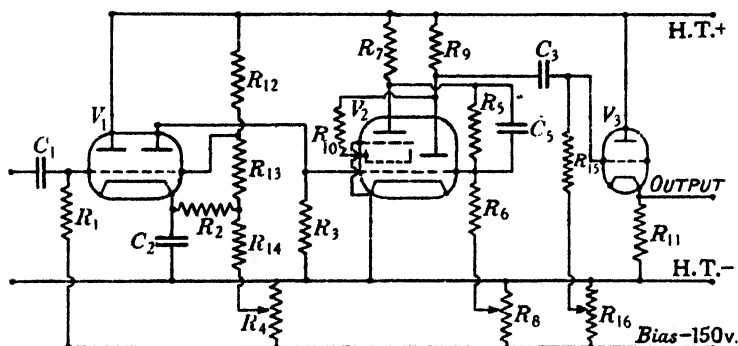 H.T.+
R7
R9
C3
R12
V1
V2
R5
V3
C1
R10
C5
R13
R15
OUTPUT
R1
R2
R3
R6
C2
R14
R11
H.T.-
R4
R8
R16
Bias-150v.